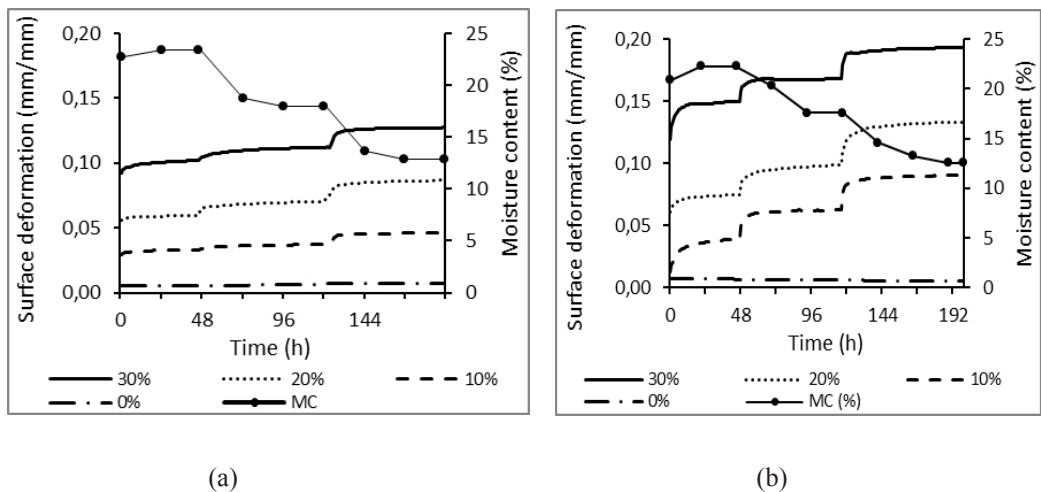 0,20
0,15
0,10
0,05
0,00
Surface deformation (mm/mm)
25
20
15
10
5
0
Moisture content (%)
0 48 96 144
Time (h)
30% 20% 10%
0% MC
(a)
0,20
0,15
0,10
0,05
0,00
Surface deformation (mm/mm)
25
20
15
10
5
0
Moisture content (%)
0 48 96 144 192
Time (h)
30% 20% 10%
0% MC (%)
(b)